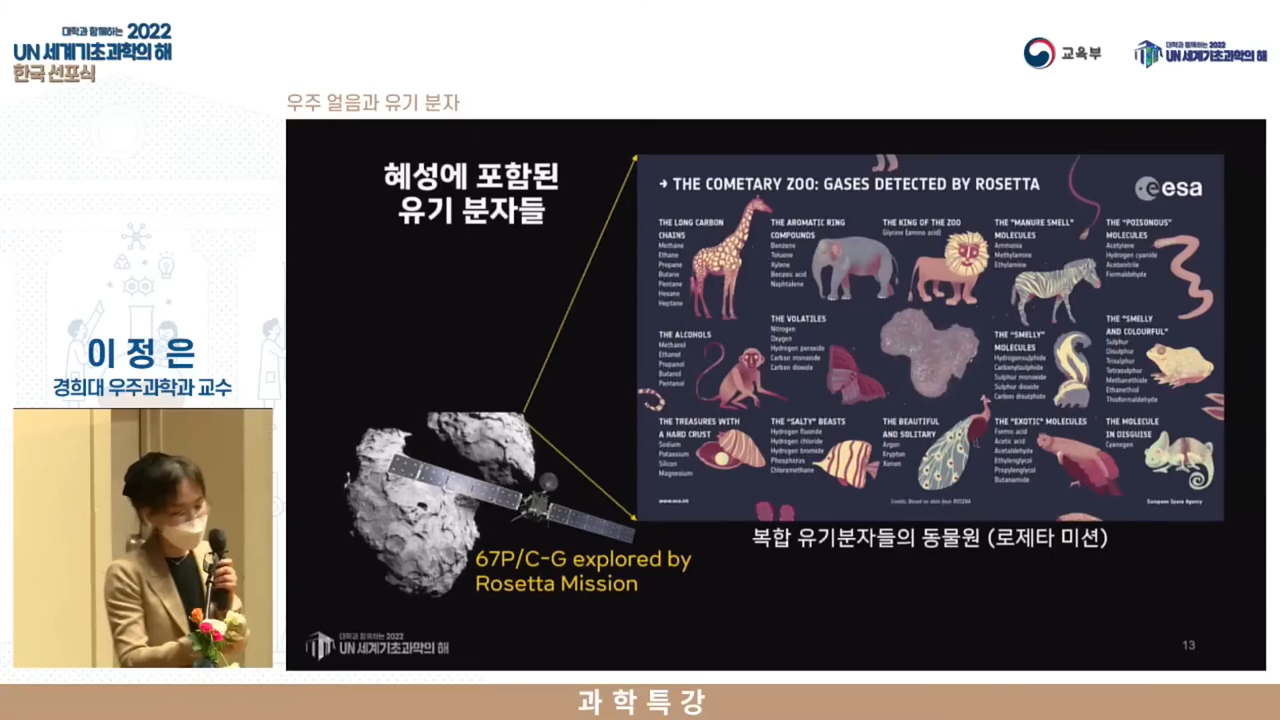 대학과 함께하는 2022
UN 세계기초과학의 해
한국 선포식
교육부
대학과 함께하는 2022
UN 세계기초과학의 해
우주 얼음과 유기 분자
이 정 은
경희대 우주과학과 교수
혜성에 포함된
유기 분자들
➔ THE COMETARY ZOO: GASES DETECTED BY ROSETTA
esa
THE LONG CARBON
CHAINS
Methane
Ethane
Propane
Butane
Pentane
Hexane
Heptane
THE AROMATIC RING
COMPOUNDS
Benzene
Toluene
Xylene
Benzoic acid
Naphtalene
THE KING OF THE ZOO
Glycine (amino acid)
THE "MANURE SMELL"
MOLECULES
Ammonia
Methylamine
Ethylamine
THE "POISONOUS"
MOLECULES
Acetylene
Hydrogen cyanide
Acetonitrile
Formaldehyde
THE ALCOHOLS
Methanol
Ethanol
Propanol
Butanol
Pentanol
THE VOLATILES
Nitrogen
Oxygen
Hydrogen peroxide
Carbon monoxide
Carbon dioxide
THE "SMELLY"
MOLECULES
Hydrogensulphide
Carbonylsulphide
Sulphur monoxide
Sulphur dioxide
Carbon disulphide
THE "SMELLY
AND COLOURFUL"
Sulphur
Disulphur
Trisulphur
Tetrasulphur
Methanethiol
Ethanethiol
Thioformaldehyde
THE TREASURES WITH
A HARD CRUST
Sodium
Potassium
Silicon
Magnesium
THE "SALTY" BEASTS
Hydrogen fluoride
Hydrogen chloride
Hydrogen bromide
Phosphorus
Chloromethane
THE BEAUTIFUL
AND SOLITARY
Argon
Krypton
Xenon
THE "EXOTIC" MOLECULES
Formic acid
Acetic acid
Acetaldehyde
Ethylenglycol
Propylenglycol
Butanamide
THE MOLECULE
IN DISGUISE
Cyanogen
www.esa.int
Credits: Based on data from ROSINA
European Space Agency
복합 유기분자들의 동물원 (로제타 미션)
67P/C-G explored by
Rosetta Mission
대학과 함께하는 2022
UN 세계기초과학의 해
13
과 학 특 강